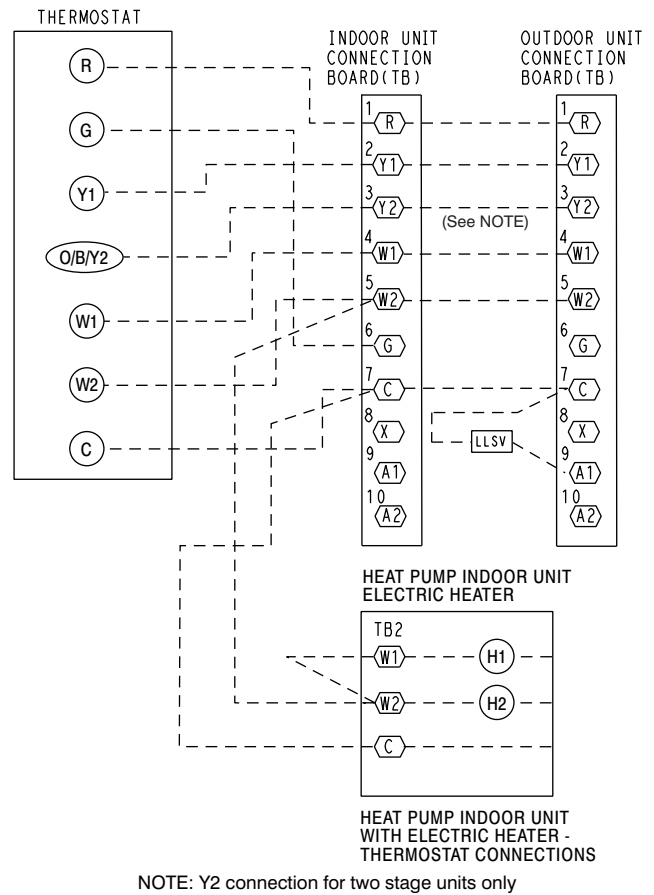 THERMOSTAT
R
G
Y1
O/B/Y2
W1
W2
C
INDOOR UNIT
CONNECTION
BOARD(TB)
1
R
2
Y1
3
Y2
4
W1
5
W2
6
G
7
C
8
X
9
A1
10
A2
(See NOTE)
LLSV
OUTDOOR UNIT
CONNECTION
BOARD(TB)
1
R
2
Y1
3
Y2
4
W1
5
W2
6
G
7
C
8
X
9
A1
10
A2
HEAT PUMP INDOOR UNIT
ELECTRIC HEATER
TB2
W1 H1
W2 H2
C
HEAT PUMP INDOOR UNIT
WITH ELECTRIC HEATER -
THERMOSTAT CONNECTIONS
NOTE: Y2 connection for two stage units only